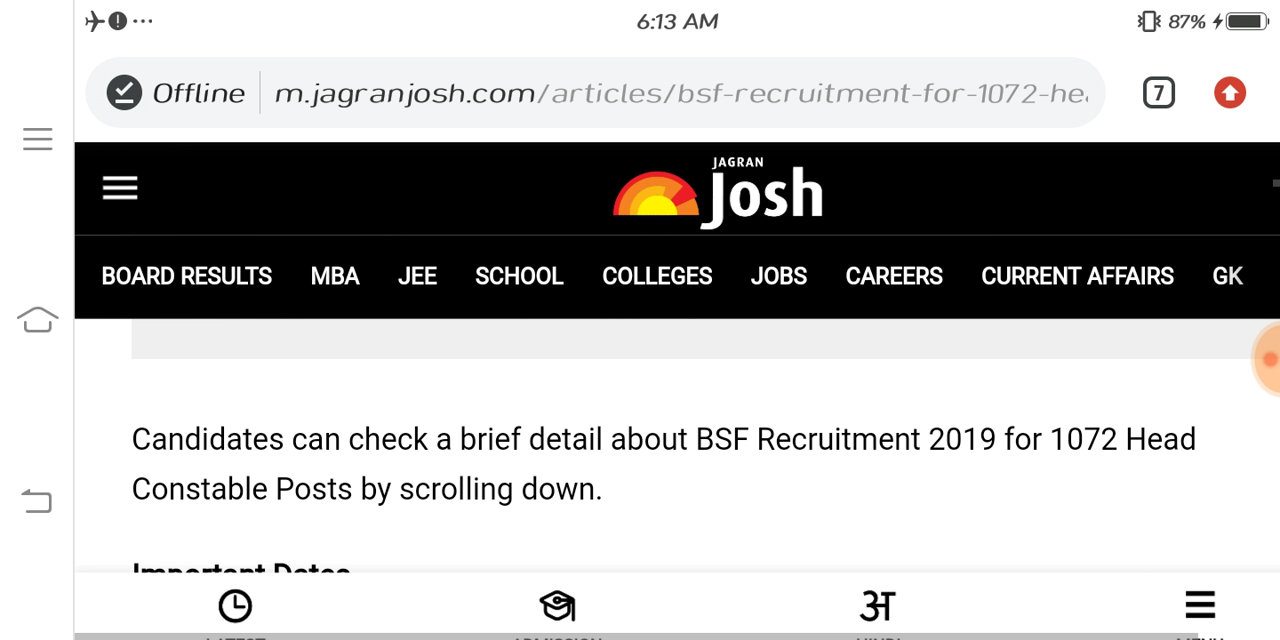 6:13 AM
87%
Offline
m.jagranjosh.com/articles/bsf-recruitment-for-1072-he
7
JAGRAN
Josh
BOARD RESULTS MBA JEE SCHOOL COLLEGES JOBS CAREERS CURRENT AFFAIRS GK
Candidates can check a brief detail about BSF Recruitment 2019 for 1072 Head
Constable Posts by scrolling down.
Important Dates
अ